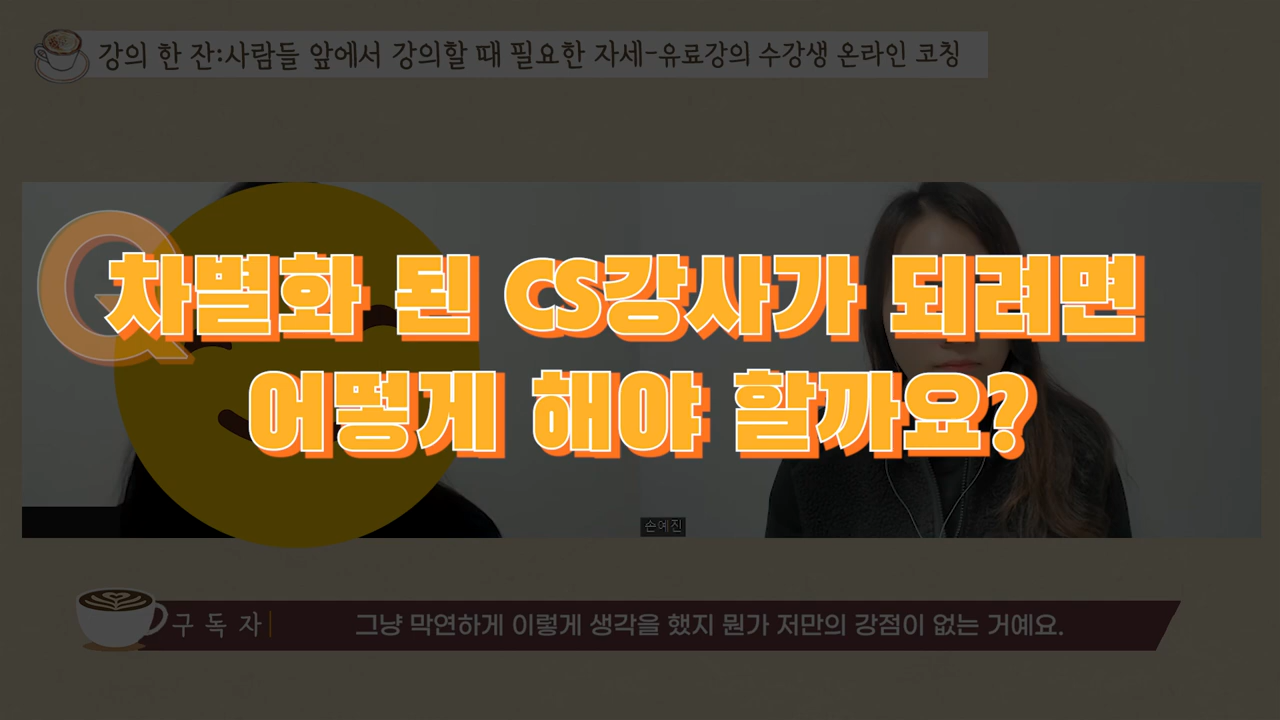 강의 한 잔:사람들 앞에서 강의할 때 필요한 자세-유료강의 수강생 온라인 코칭
Q
차별화 된 CS강사가 되려면
어떻게 해야 할까요?
손예진
구 독 자 그냥 막연하게 이렇게 생각을 했지 뭔가 저만의 강점이 없는 거예요.